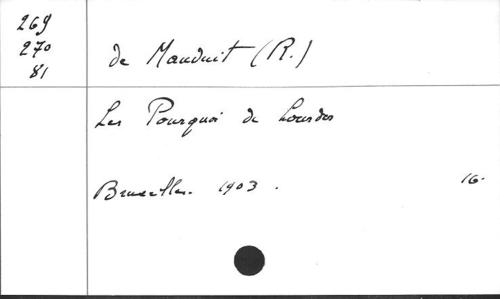 269
270
81
de Mauduit (R.)
Les Pourquoi de Lourdes
Bruxelles. 1903. 16.